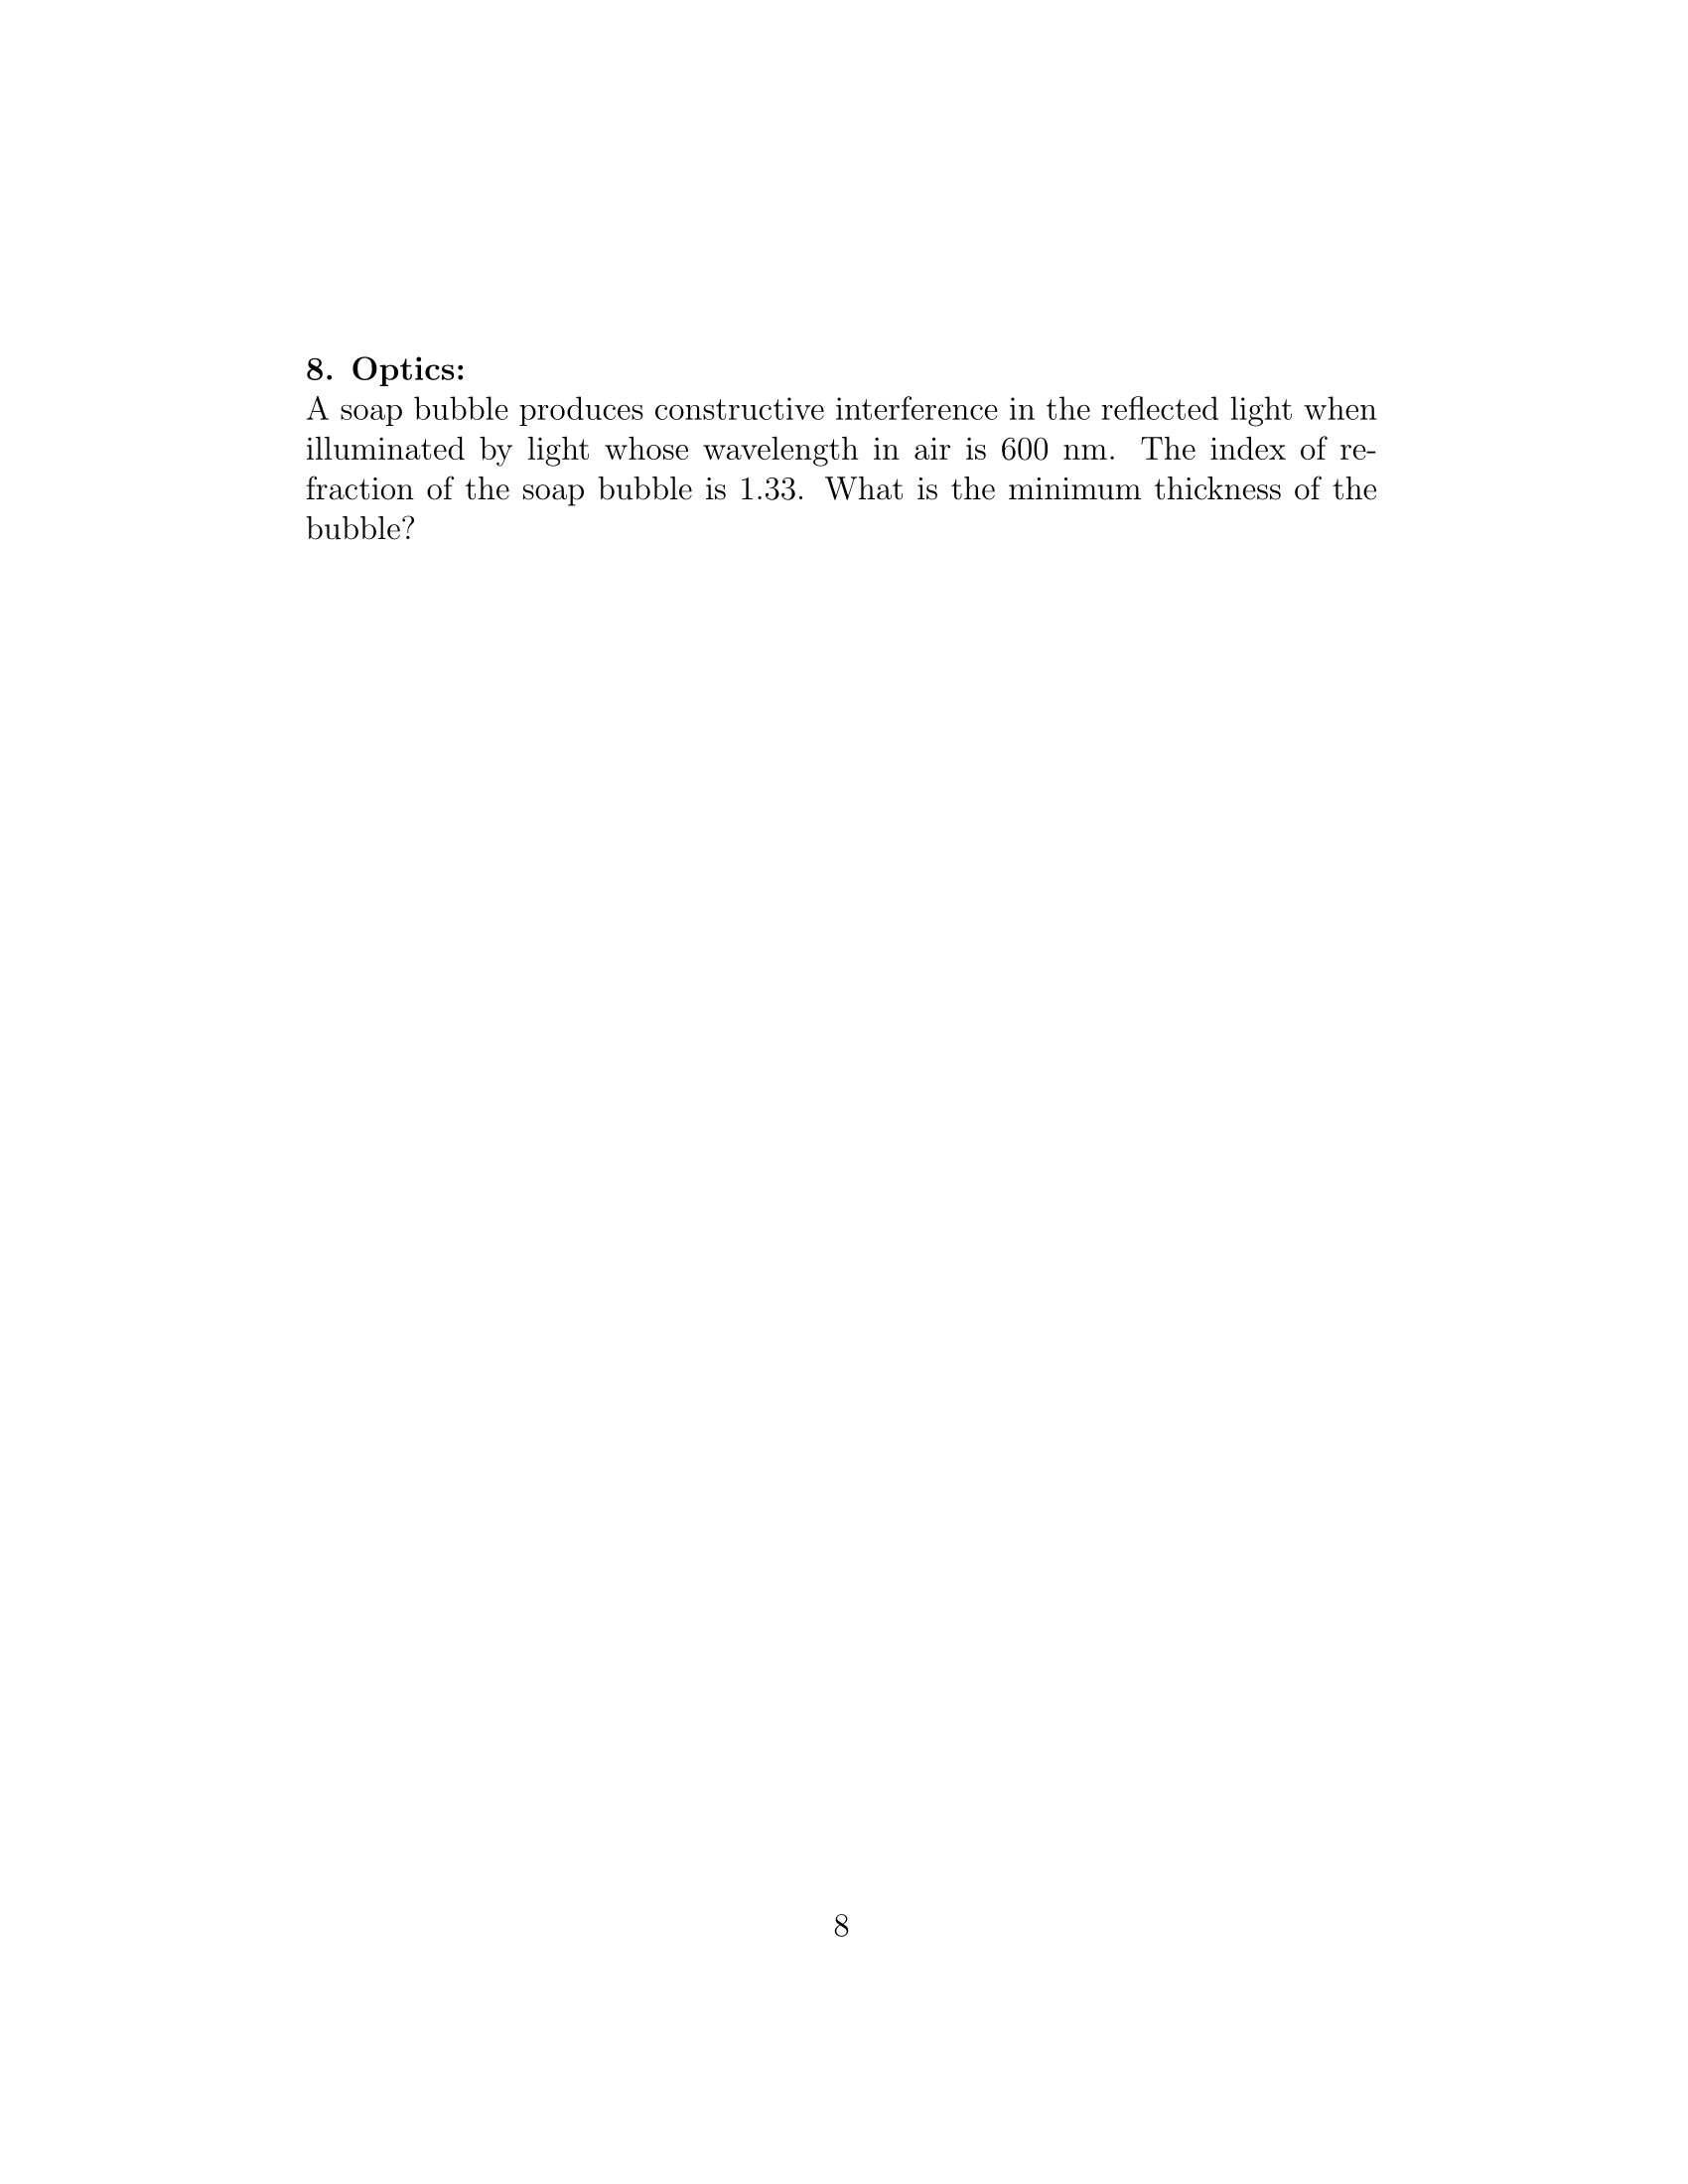 8. Optics:
A soap bubble produces constructive interference in the reflected light when
illuminated by light whose wavelength in air is 600 nm. The index of re-
fraction of the soap bubble is 1.33. What is the minimum thickness of the
bubble?
8